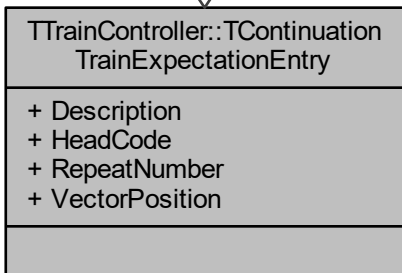 TTrainController::TContinuation
TrainExpectationEntry
+ Description
+ HeadCode
+ RepeatNumber
+ VectorPosition